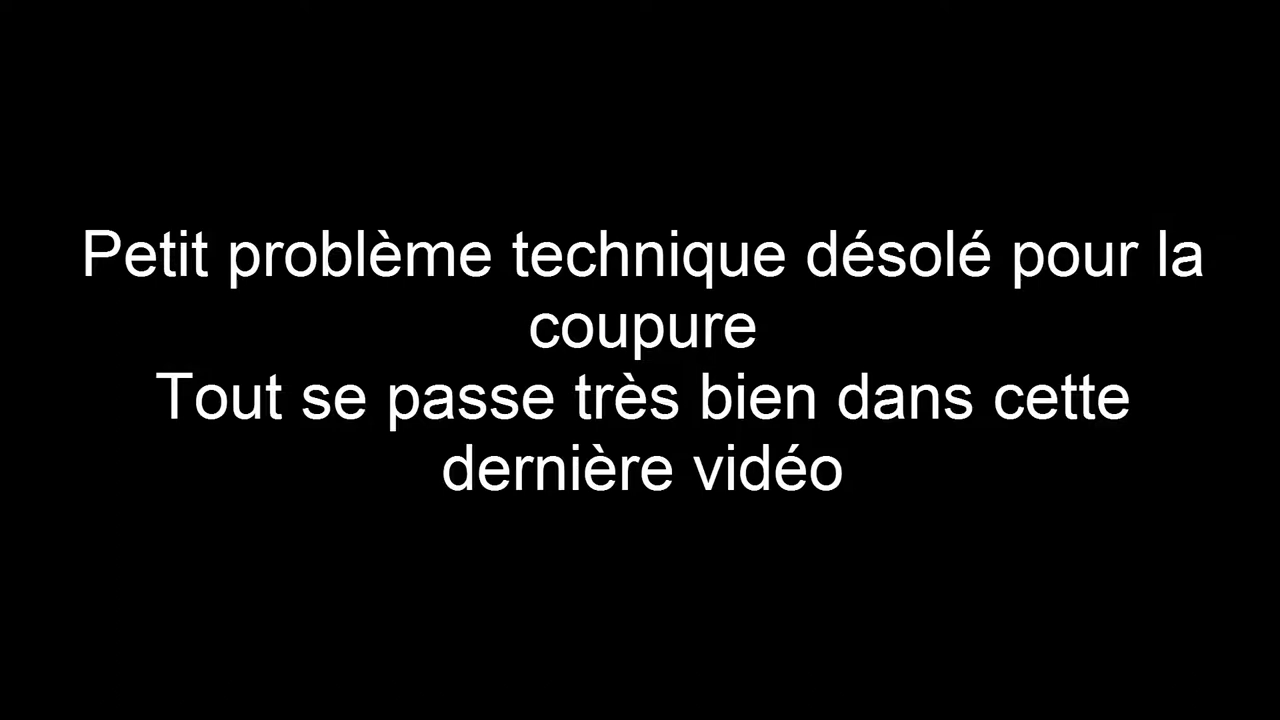 Petit problème technique désolé pour la
coupure
Tout se passe très bien dans cette
dernière vidéo